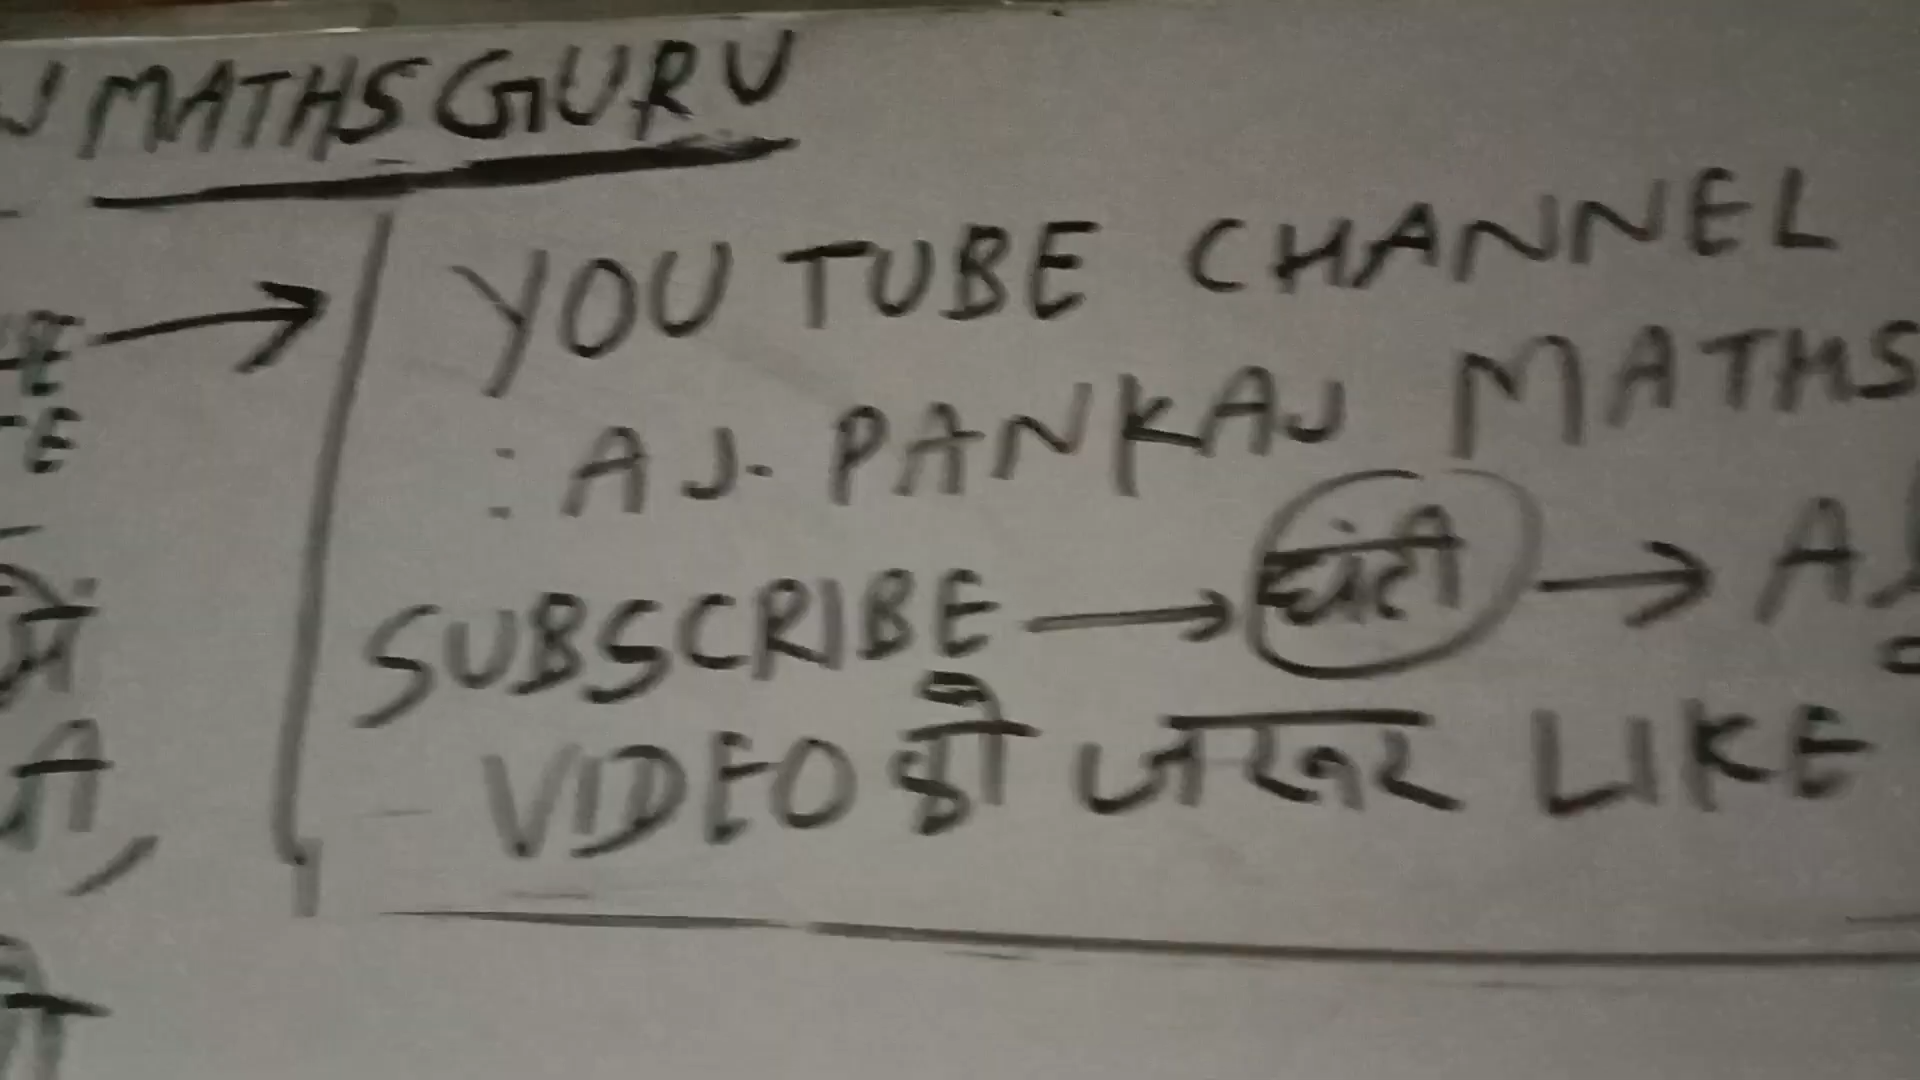 MATHS GURU
YOU TUBE CHANNEL
: AJ. PANKAJ MATHS
SUBSCRIBE → घंटी →
VIDEO को जरूर LIKE